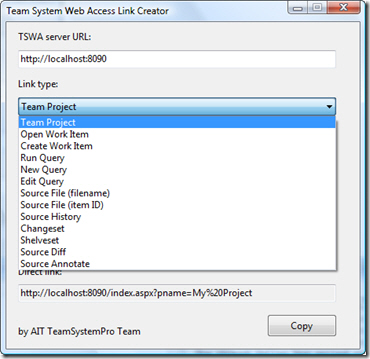 Team System Web Access Link Creator
TSWA server URL:
http://localhost:8090
Link type:
Team Project
Team Project
Open Work Item
Create Work Item
Run Query
New Query
Edit Query
Source File (filename)
Source File (item ID)
Source History
Changeset
Shelveset
Source Diff
Source Annotate
Direct link:
http://localhost:8090/index.aspx?pname=My%20Project
by AIT TeamSystemPro Team
Copy